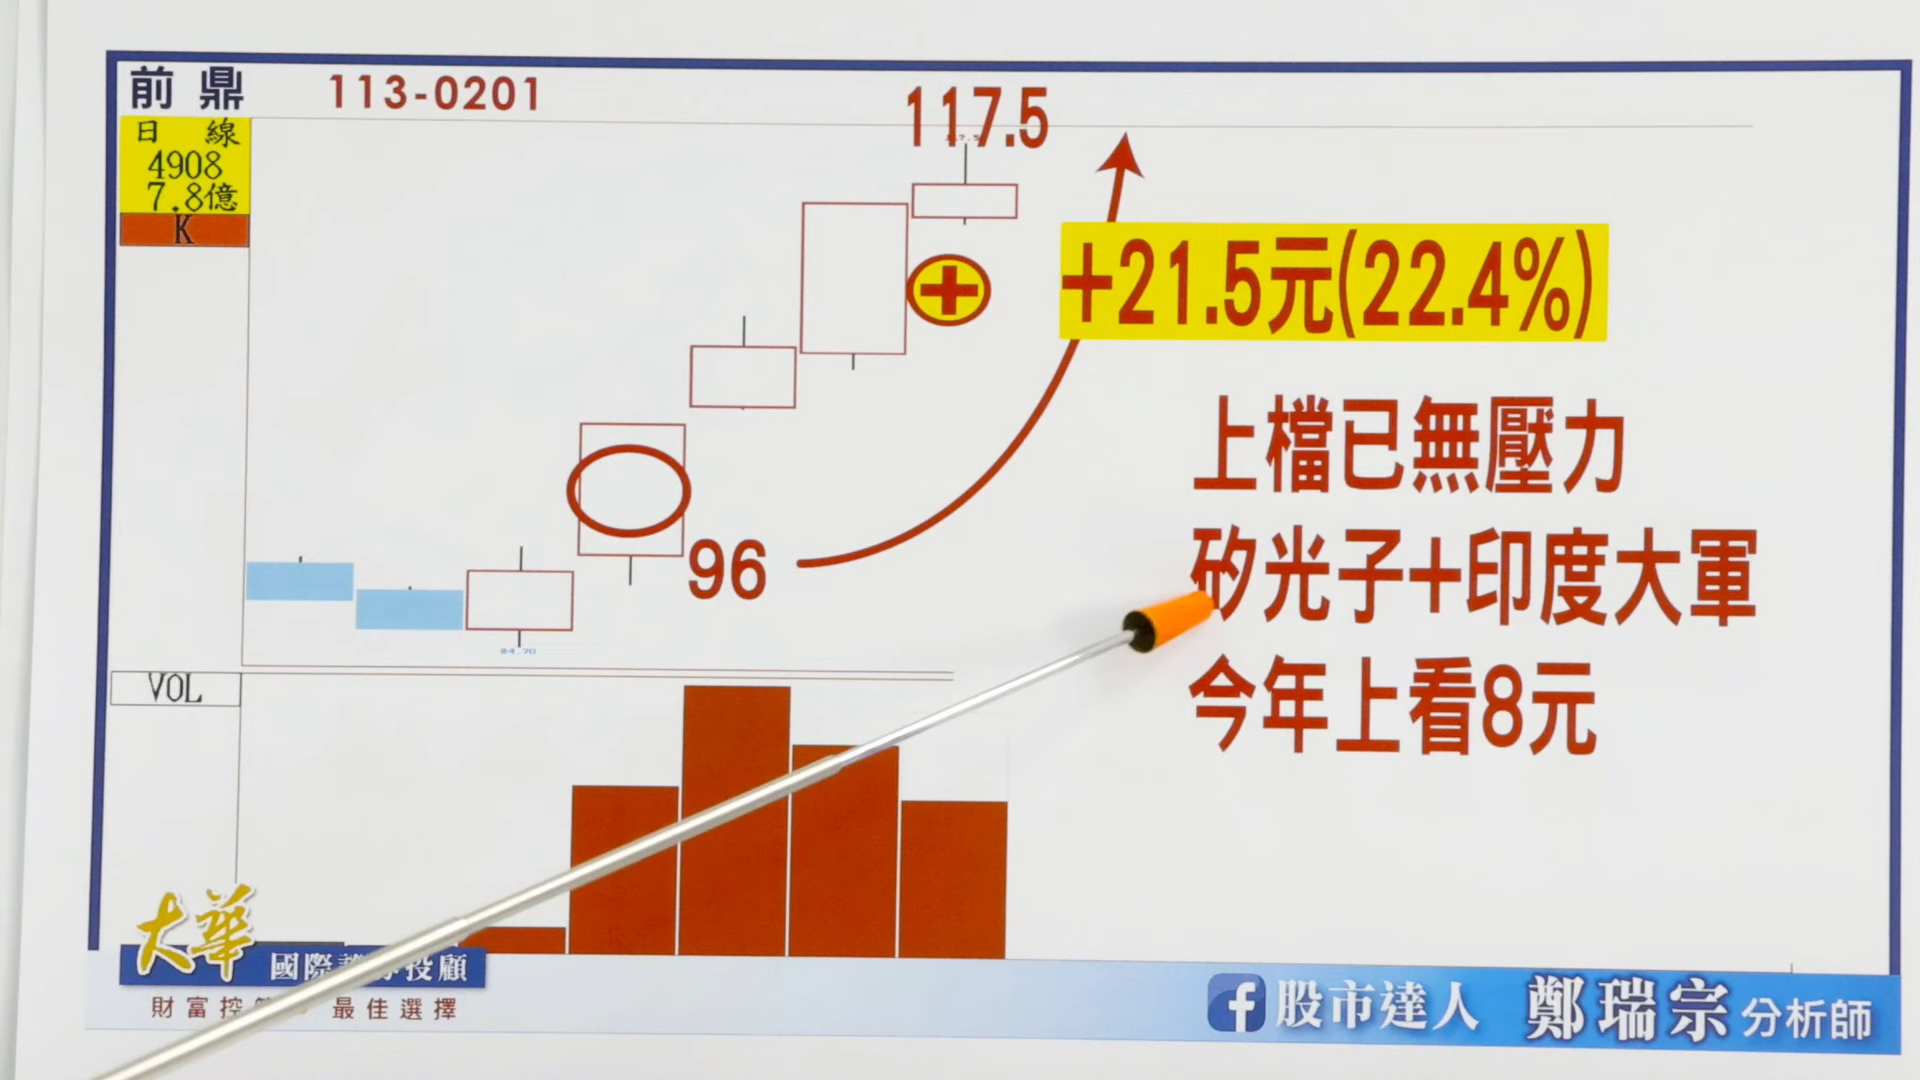 前鼎 113-0201
日 線
4908
7.8億
K
117.5
+21.5元(22.4%)
上檔已無壓力
96
矽光子+印度大軍
84.70
今年上看8元
VOL
大華 國際 投顧
財富控 最佳選擇
股市達人 鄭瑞宗 分析師